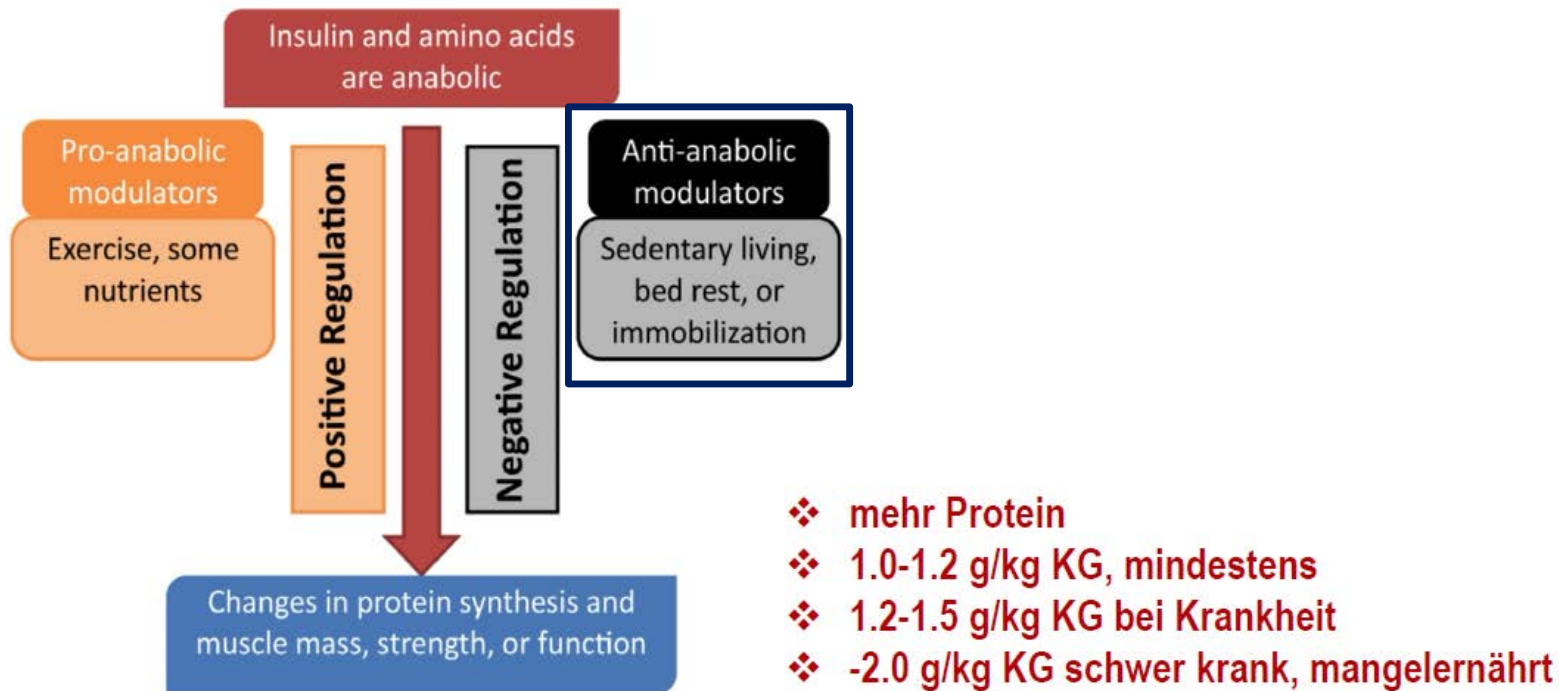 Insulin and amino acids
are anabolic
Pro-anabolic
modulators
Exercise, some
nutrients
Positive Regulation
Negative Regulation
Anti-anabolic
modulators
Sedentary living,
bed rest, or
immobilization
Changes in protein synthesis and
muscle mass, strength, or function
❖ mehr Protein
❖ 1.0-1.2 g/kg KG, mindestens
❖ 1.2-1.5 g/kg KG bei Krankheit
❖ -2.0 g/kg KG schwer krank, mangelernährt